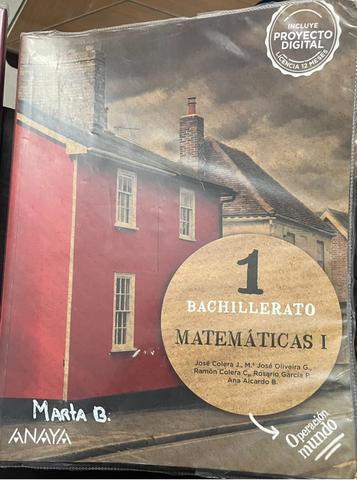 INCLUYE
PROYECTO
DIGITAL
LICENCIA 12 MESES
1
BACHILLERATO
MATEMÁTICAS I
José Colera J., M.ª José Oliveira G.,
Ramón Colera C., Rosario García P.
Ana Aicardo B.
Marta B.
ANAYA
Operación
mundo